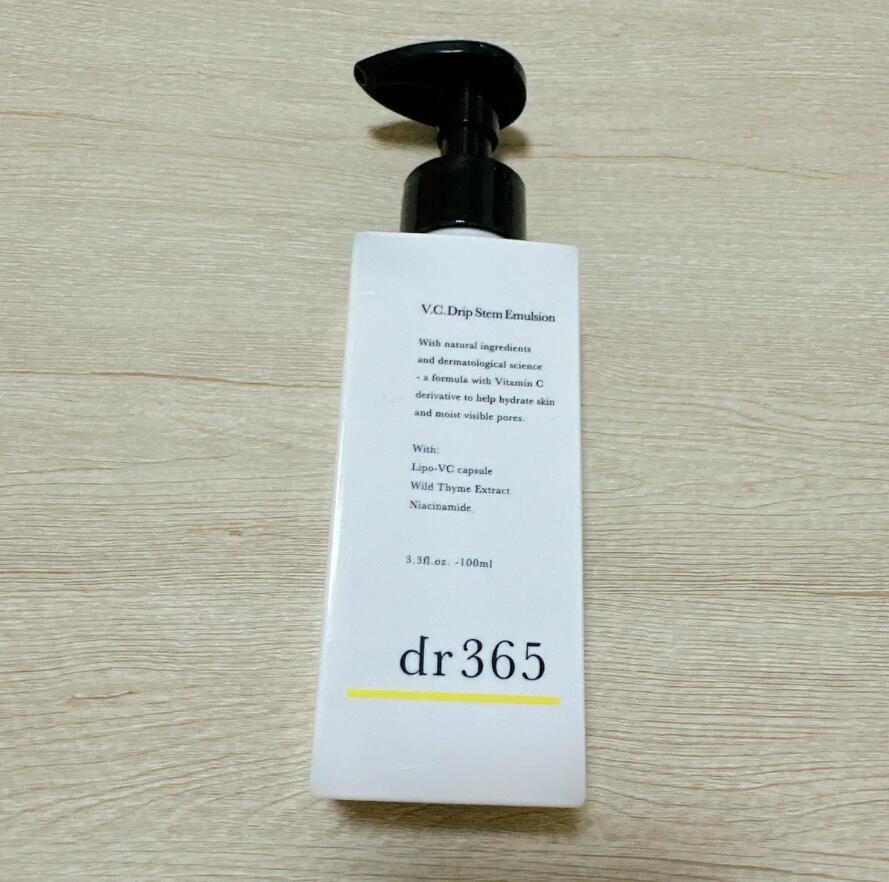 V.C.Drip Stem Emulsion
With natural ingredients
and dermatological science
- a formula with Vitamin C
derivative to help hydrate skin
and moist visible pores.
With:
Lipo-VC capsule
Wild Thyme Extract
Niacinamide
3.3fl.oz. -100ml
dr365